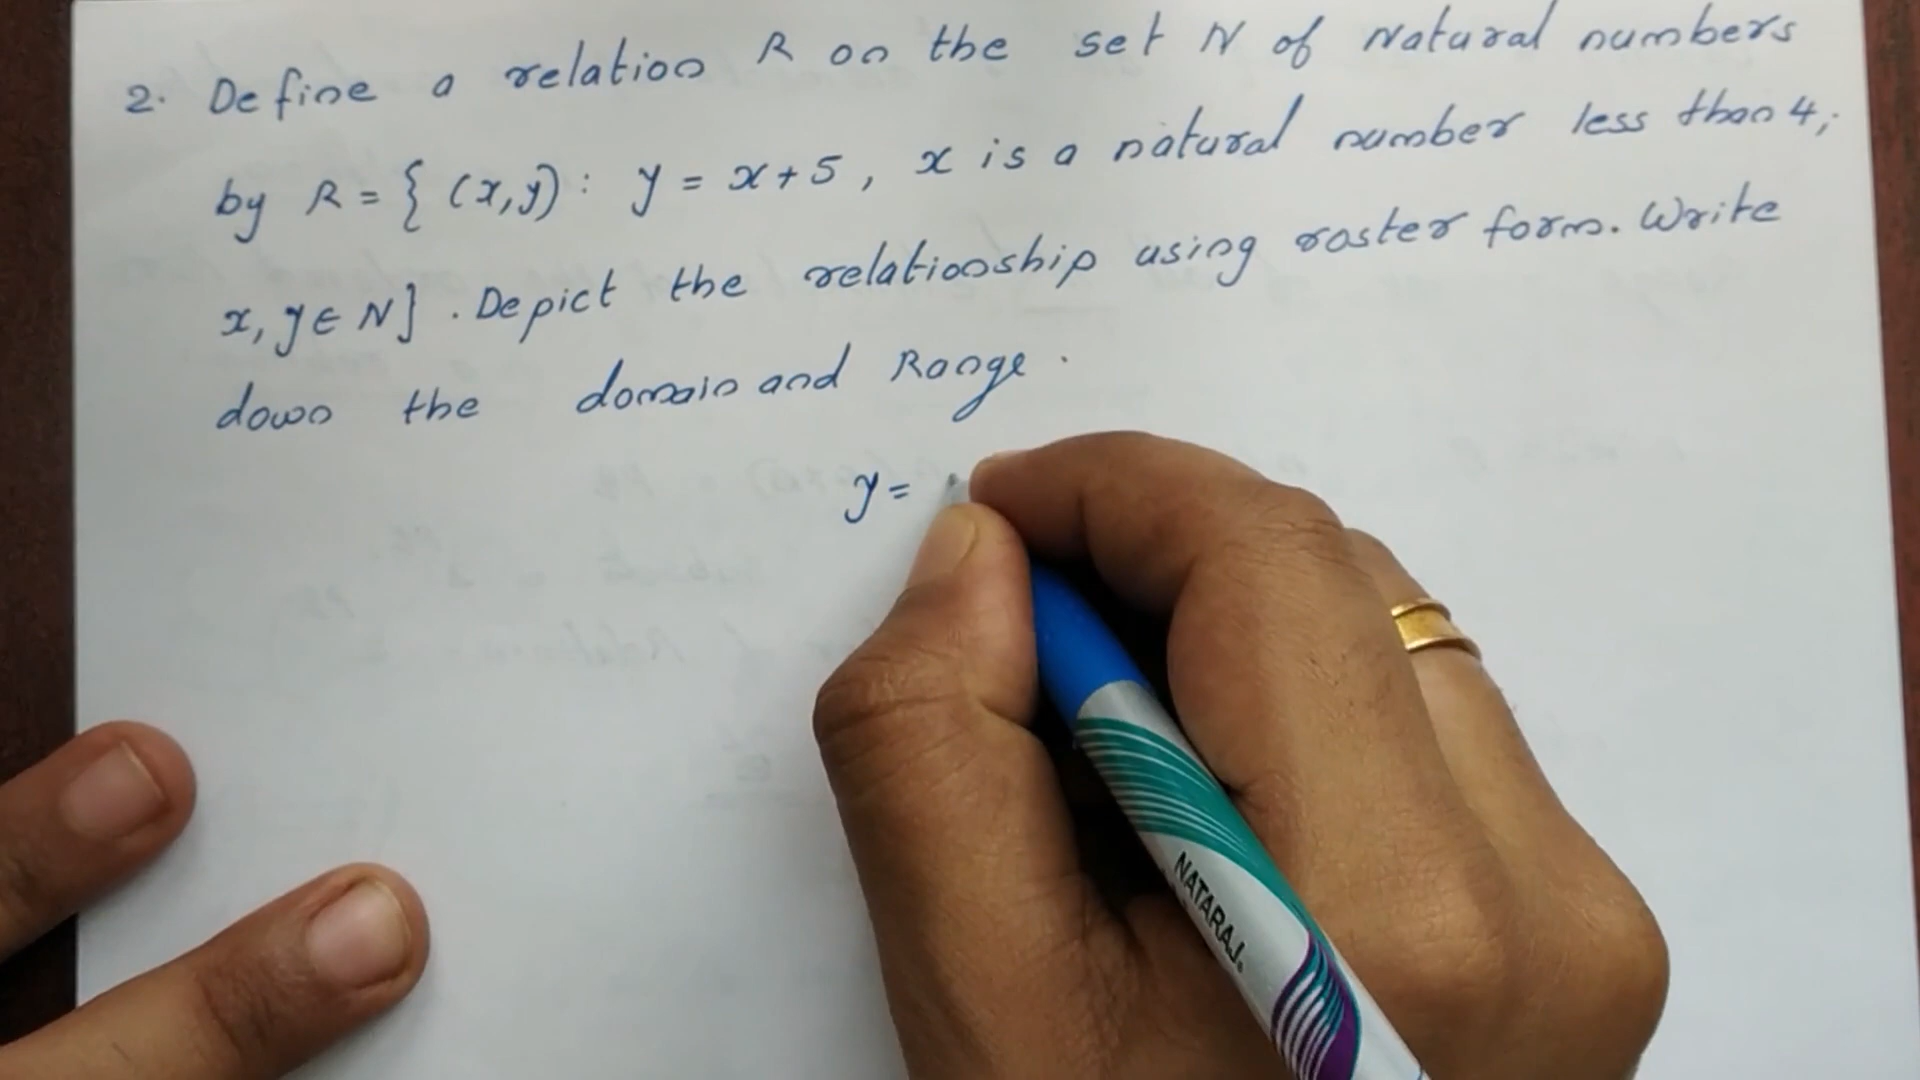 2. Define a relation R on the set N of Natural numbers
by R = { (x,y) : y = x+5, x is a natural number less than 4;
x, y ∈ N} . Depict the relationship using roster form. Write
down the domain and Range .
y =
NATARAJ